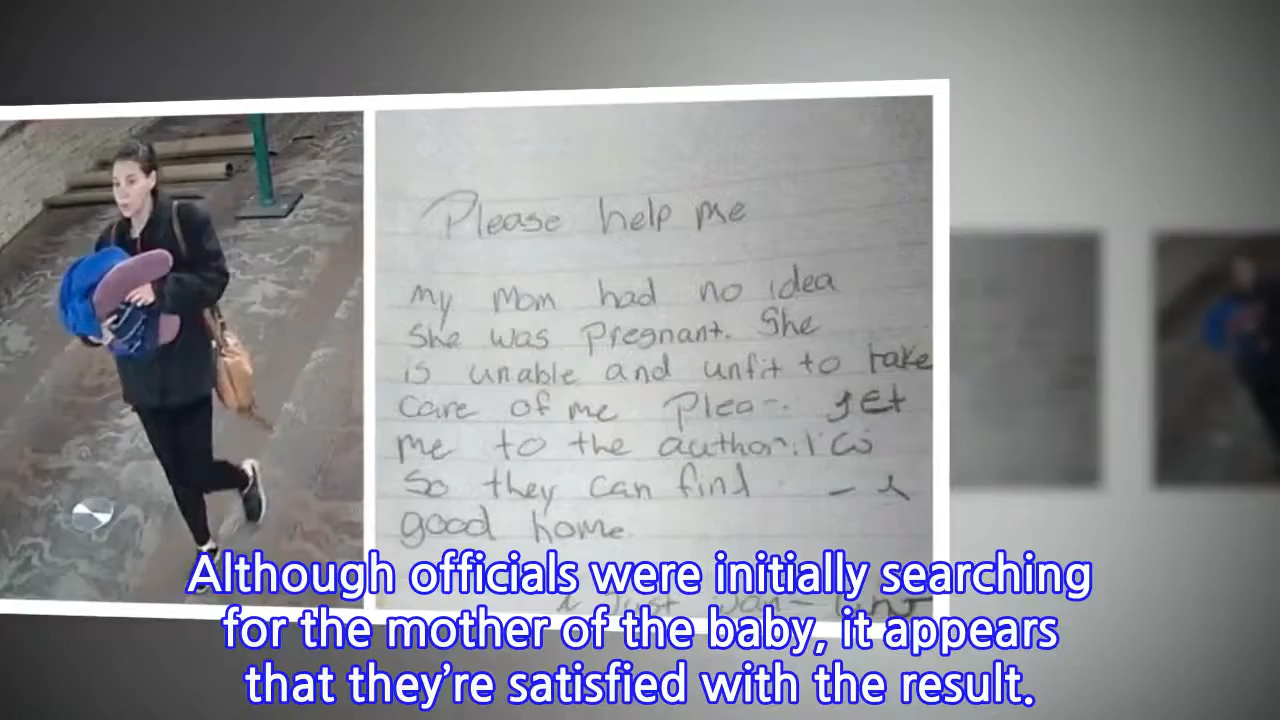 Please help me
my Mom had no idea
She was pregnant. She
is unable and unfit to take
care of me get
me to the
So they can find
good home.
Although officials were initially searching
for the mother of the baby, it appears
that they’re satisfied with the result.